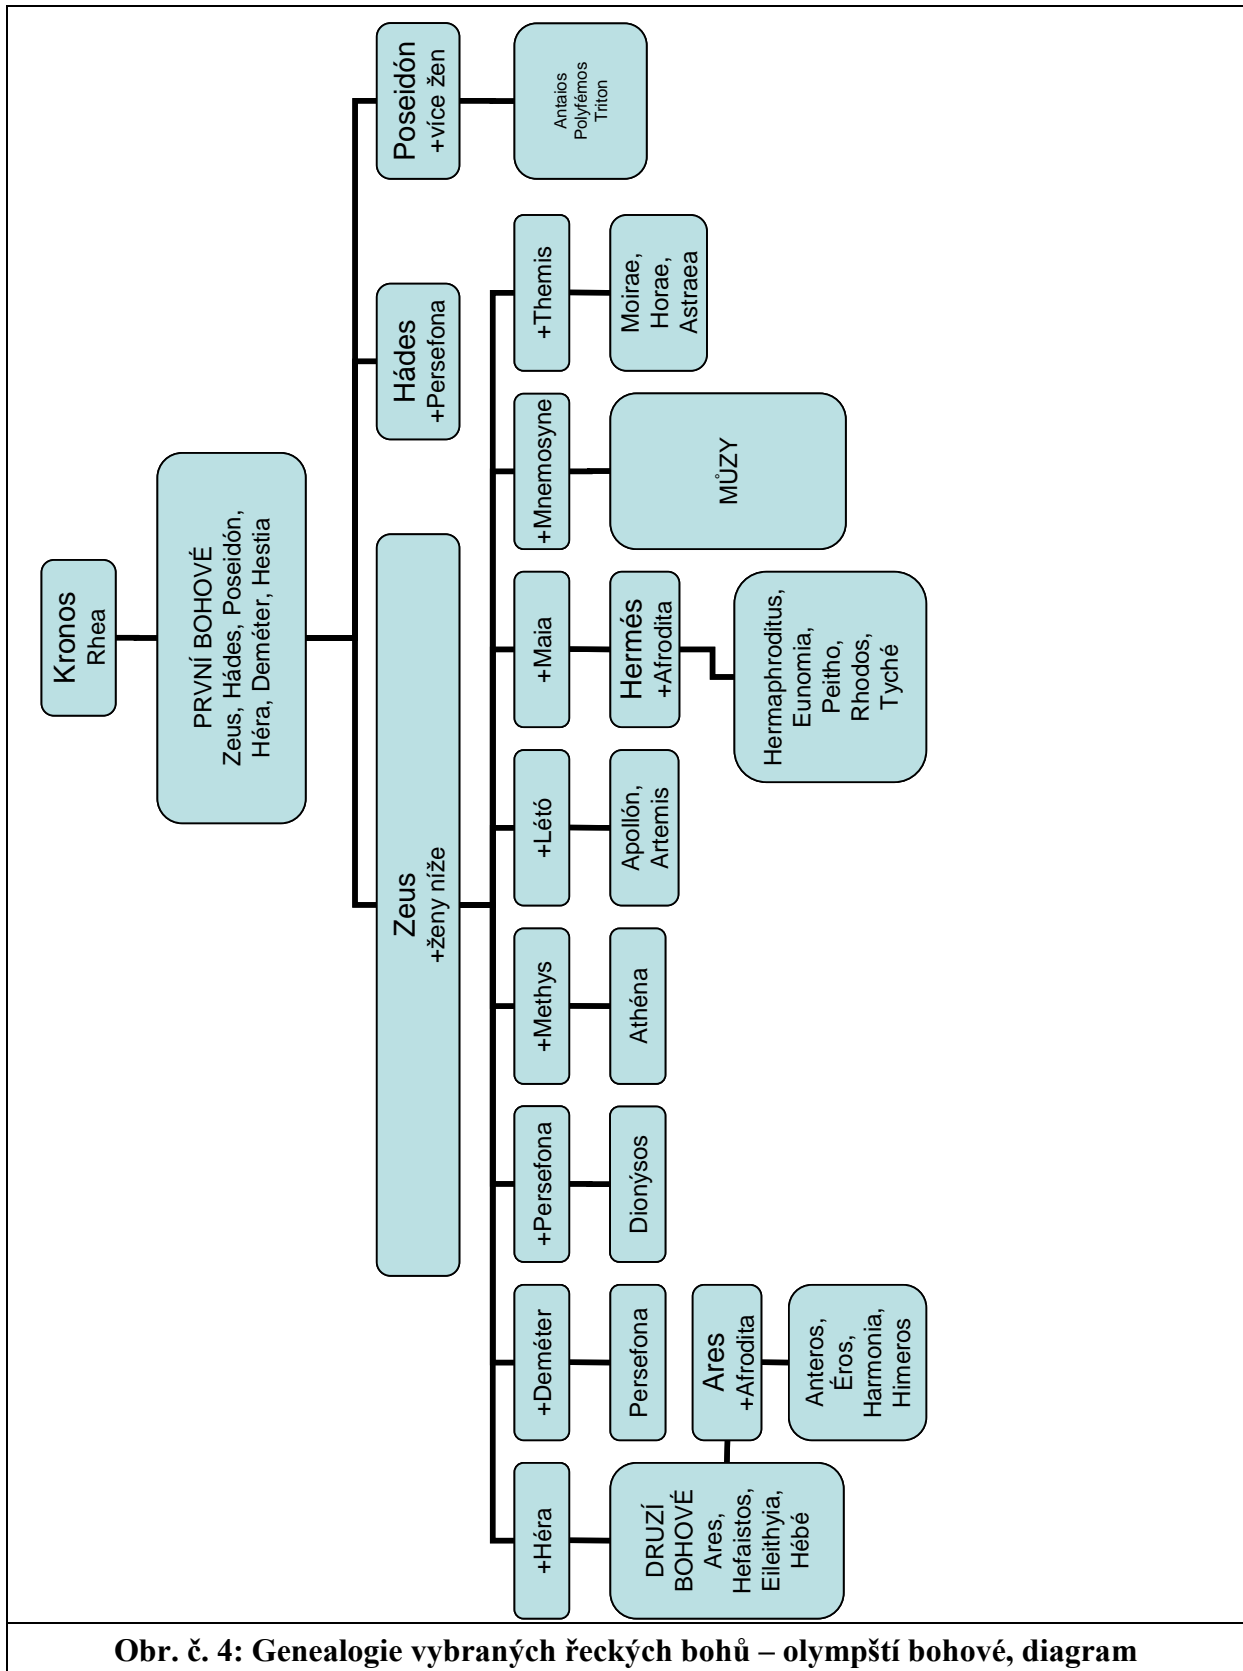 Kronos
Rhea
PRVNÍ BOHOVÉ
Zeus, Hádes, Poseidón,
Héra, Deméter, Hestia
Zeus
+ženy níže
Hádes
+Persefona
Poseidón
+více žen
+Héra
+Deméter
+Persefona
+Methys
+Létó
+Maia
+Mnemosyne
+Themis
Antaios
Polyfémos
Triton
DRUZÍ
BOHOVÉ
Ares,
Hefaistos,
Eileithyia,
Hébé
Persefona
Dionýsos
Athéna
Apollón,
Artemis
Hermés
+Afrodita
MŮZY
Moirae,
Horae,
Astraea
Ares
+Afrodita
Hermaphroditus,
Eunomia,
Peitho,
Rhodos,
Tyché
Anteros,
Éros,
Harmonia,
Himeros
Obr. č. 4: Genealogie vybraných řeckých bohů – olympští bohové, diagram